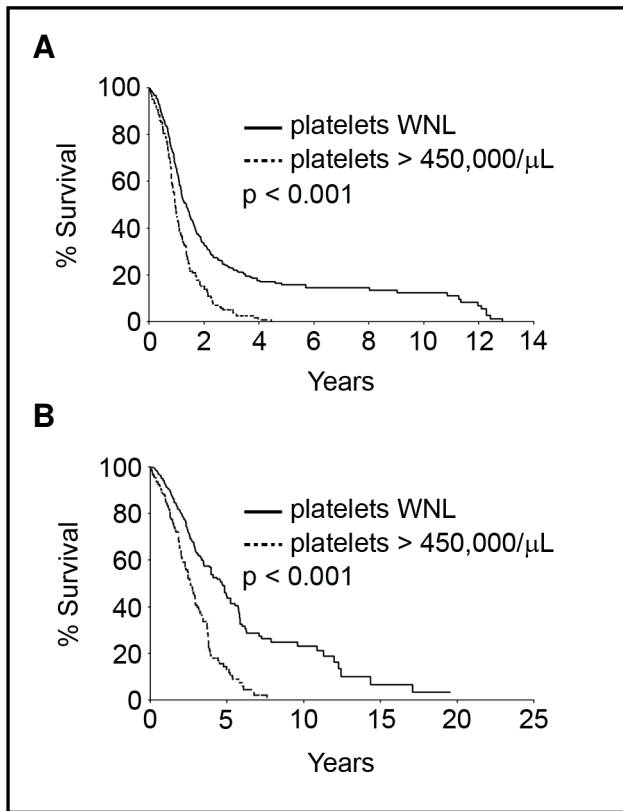 A
100
80
60
40
20
0
% Survival
platelets WNL
platelets > 450,000/μL
p < 0.001
0 2 4 6 8 10 12 14
Years
B
100
80
60
40
20
0
% Survival
platelets WNL
platelets > 450,000/μL
p < 0.001
0 5 10 15 20 25
Years